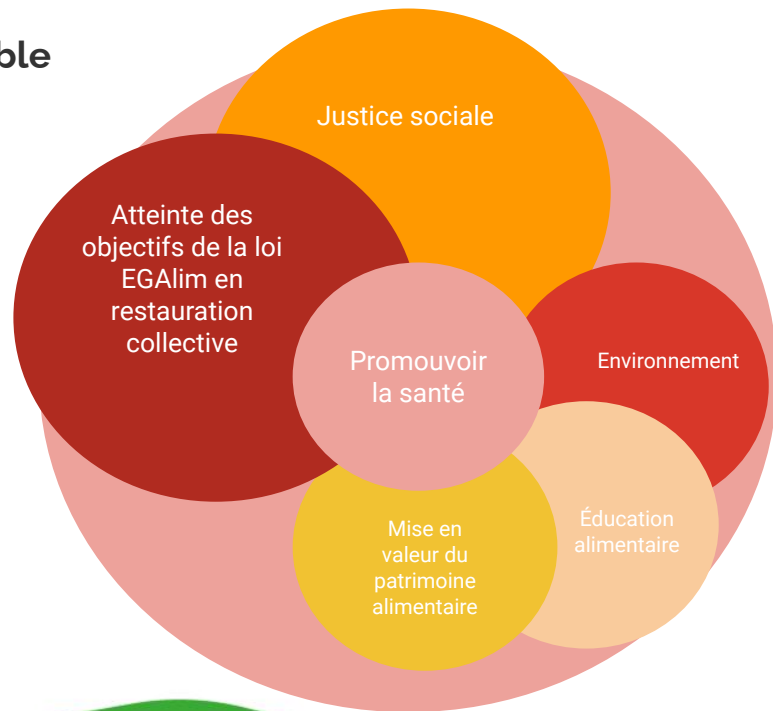 ble
Justice sociale
Atteinte des
objectifs de la loi
EGAlim en
restauration
collective
Promouvoir
la santé
Environnement
Éducation
alimentaire
Mise en
valeur du
patrimoine
alimentaire